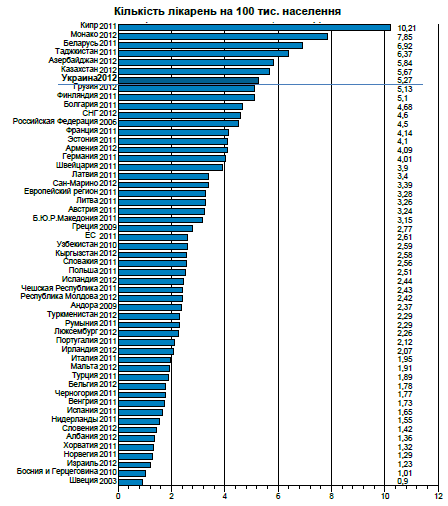 Кількість лікарень на 100 тис. населення
Кипр 2011 10,21
Монако 2012 7,85
Беларусь 2011 6,92
Таджикистан 2011 6,37
Азербайджан 2012 5,84
Казахстан 2012 5,67
Украина2012 5,27
Грузия 2012 5,13
Финляндия 2011 5,1
Болгария 2011 4,68
СНГ 2012 4,6
Российская Федерация 2006 4,5
Франция 2011 4,14
Эстония 2011 4,1
Армения 2012 4,09
Германия 2011 4,01
Швейцария 2011 3,9
Латвия 2011 3,4
Сан-Марино 2012 3,39
Европейский регион 2011 3,28
Литва 2011 3,26
Австрия 2011 3,24
Б.Ю.Р.Македония 2011 3,15
Греция 2009 2,77
ЕС 2011 2,61
Узбекистан 2010 2,59
Кыргызстан 2012 2,58
Словакия 2011 2,56
Польша 2011 2,51
Исландия 2012 2,44
Чешская Республика 2011 2,43
Республика Молдова 2012 2,42
Андора 2009 2,37
Туркменистан 2012 2,29
Румыния 2011 2,29
Люксембург 2012 2,26
Португалия 2011 2,12
Ирландия 2012 2,07
Италия 2011 1,95
Мальта 2012 1,91
Турция 2011 1,89
Бельгия 2012 1,78
Черногория 2011 1,77
Венгрия 2011 1,73
Испания 2011 1,65
Нидерланды 2011 1,55
Словения 2012 1,42
Албания 2012 1,36
Хорватия 2011 1,32
Норвегия 2011 1,29
Израиль 2012 1,23
Босния и Герцеговина 2010 1,01
Швеция 2003 0,9
0 2 4 6 8 10 12